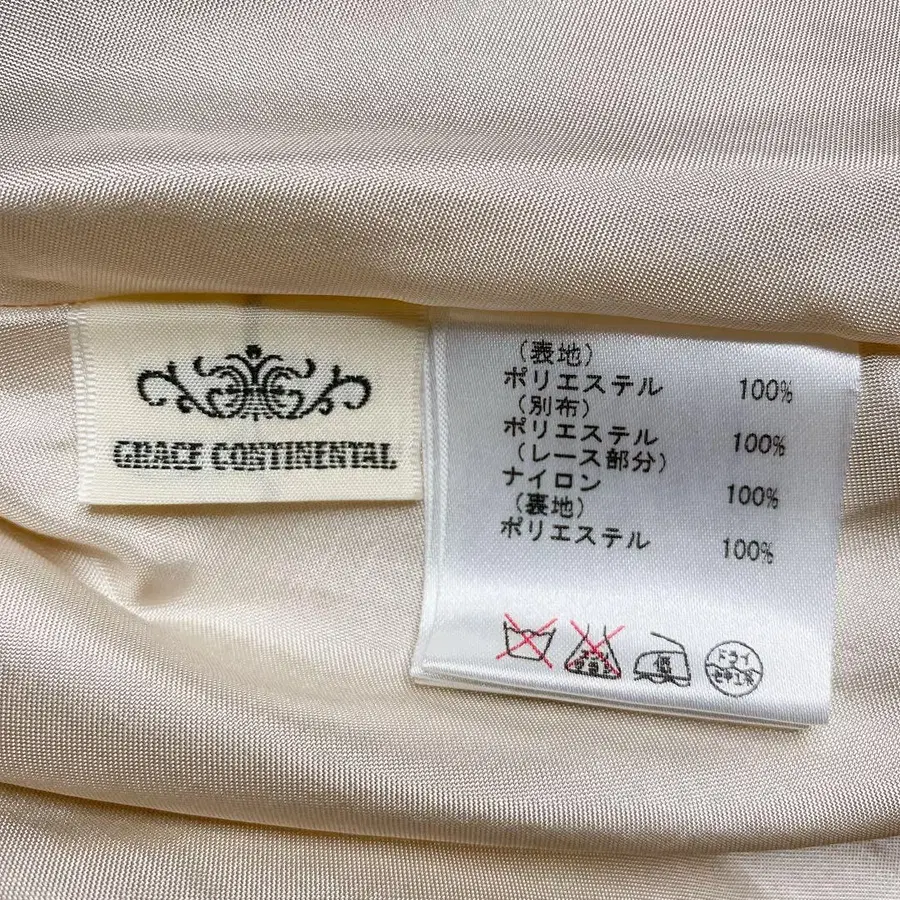 GRACE CONTINENTAL
（表地）
ポリエステル 100%
（別布）
ポリエステル 100%
（レース部分）
ナイロン 100%
（裏地）
ポリエステル 100%
低
ドライ